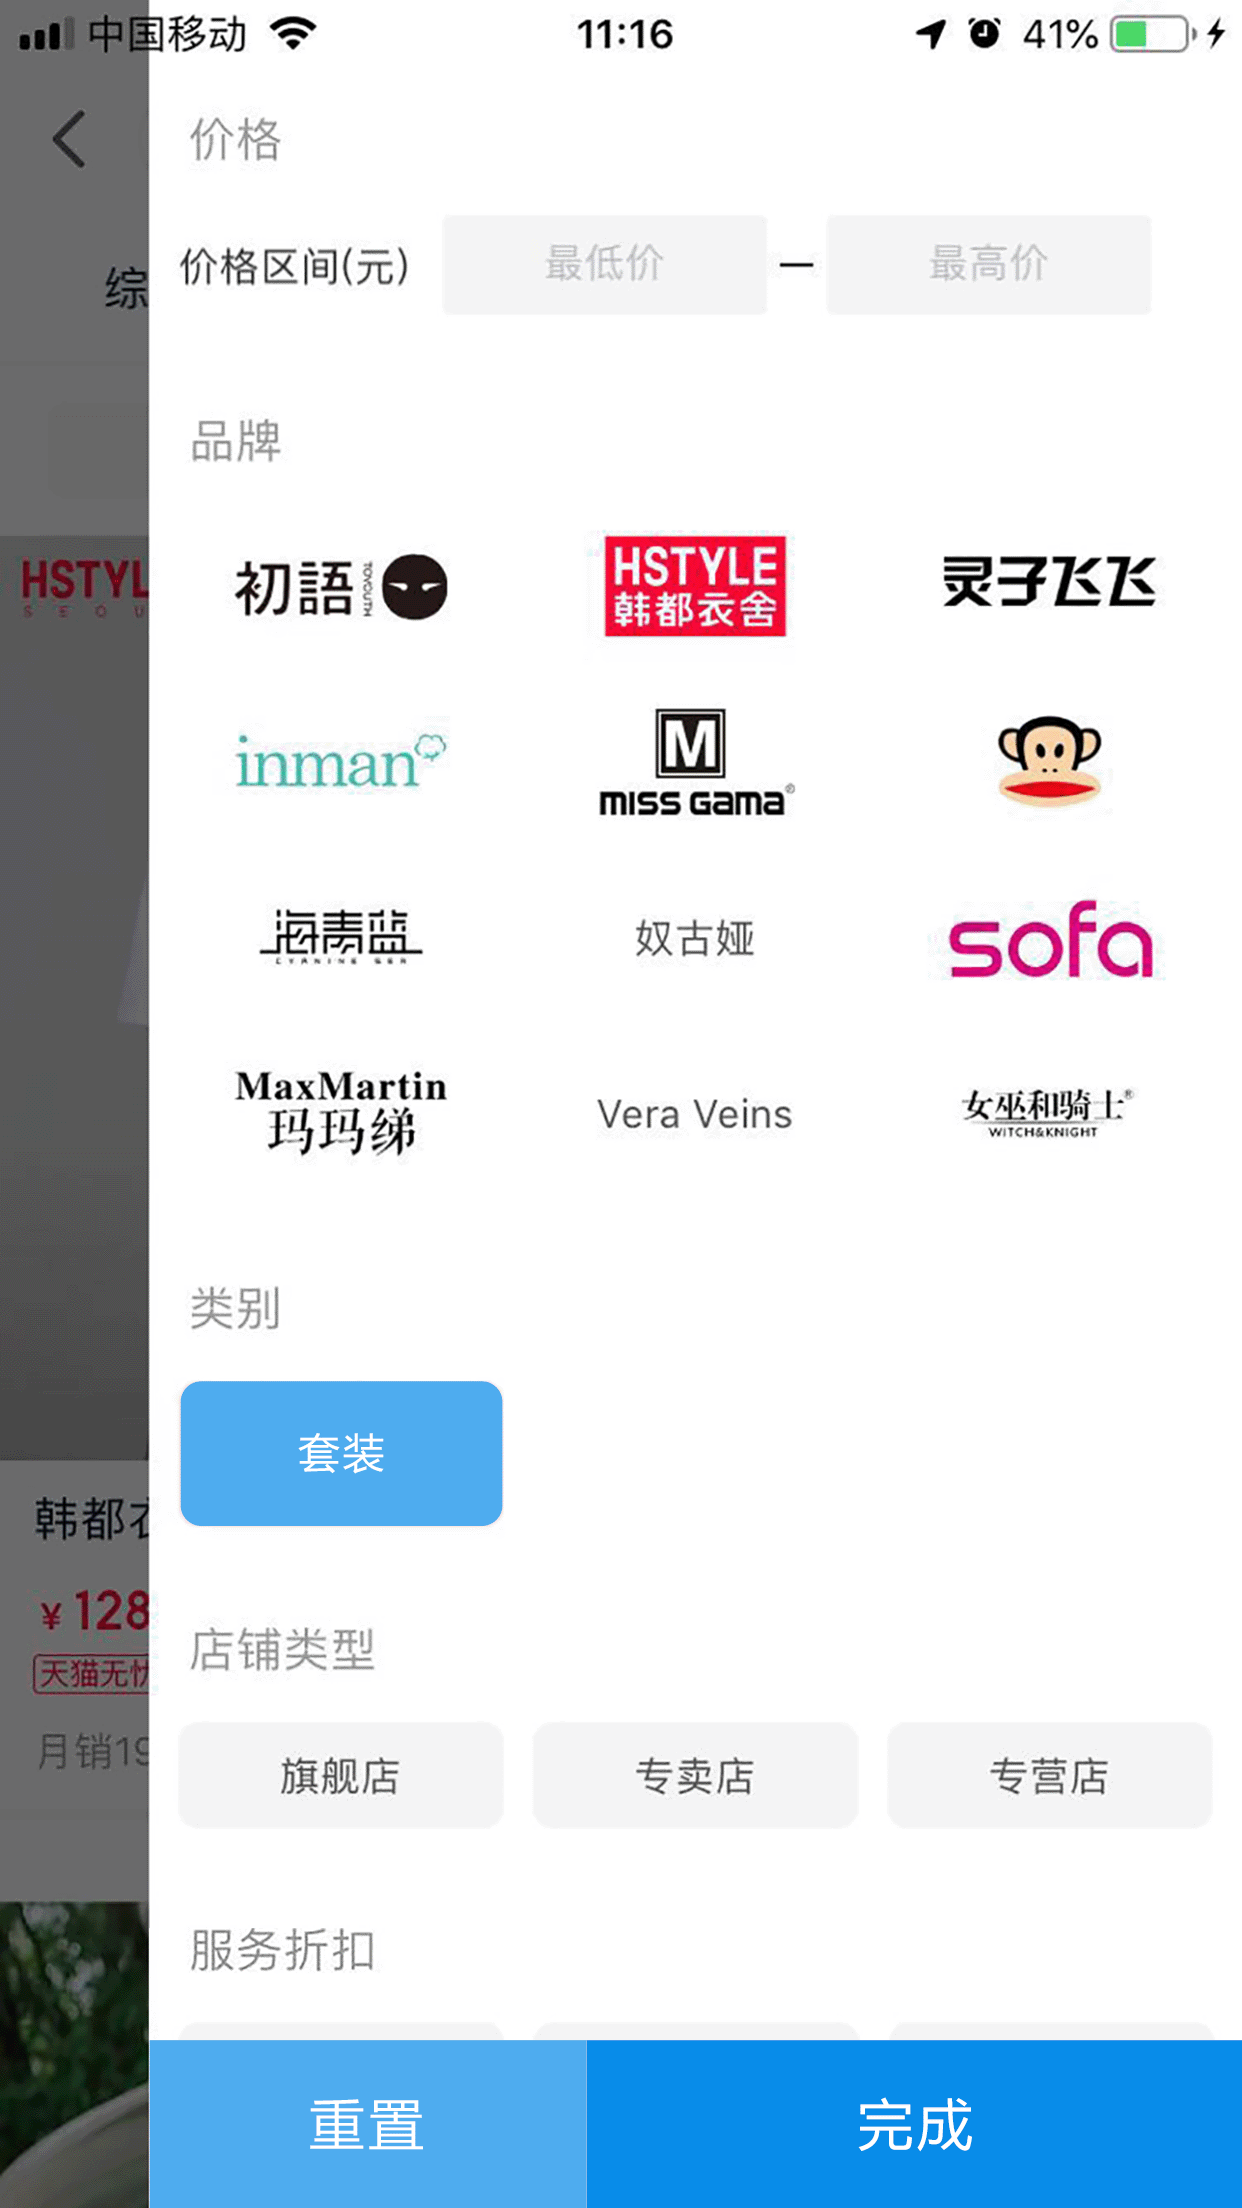 中国移动 11:16 41%
价格
综
价格区间(元) 最低价 — 最高价
品牌
HSTYL
SEOU
初語 TOYOUTH
HSTYLE
韩都衣舍
灵子飞飞
inman
M
MISS GAMA®
海青蓝
CYANINE SEA
奴古娅
sofa
MaxMartin
玛玛绨
Vera Veins
女巫和骑士®
WITCH&KNIGHT
类别
套装
韩都衣
¥128
天猫无忧
月销19
店铺类型
旗舰店 专卖店 专营店
服务折扣
重置 完成